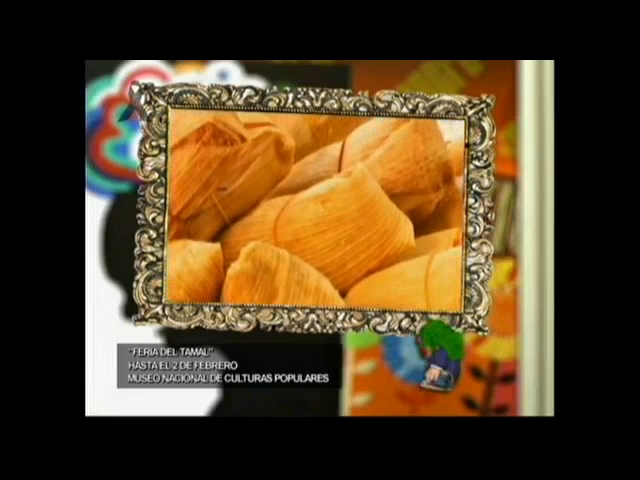 "FERIA DEL TAMAL"
HASTA EL 2 DE FEBRERO
MUSEO NACIONAL DE CULTURAS POPULARES